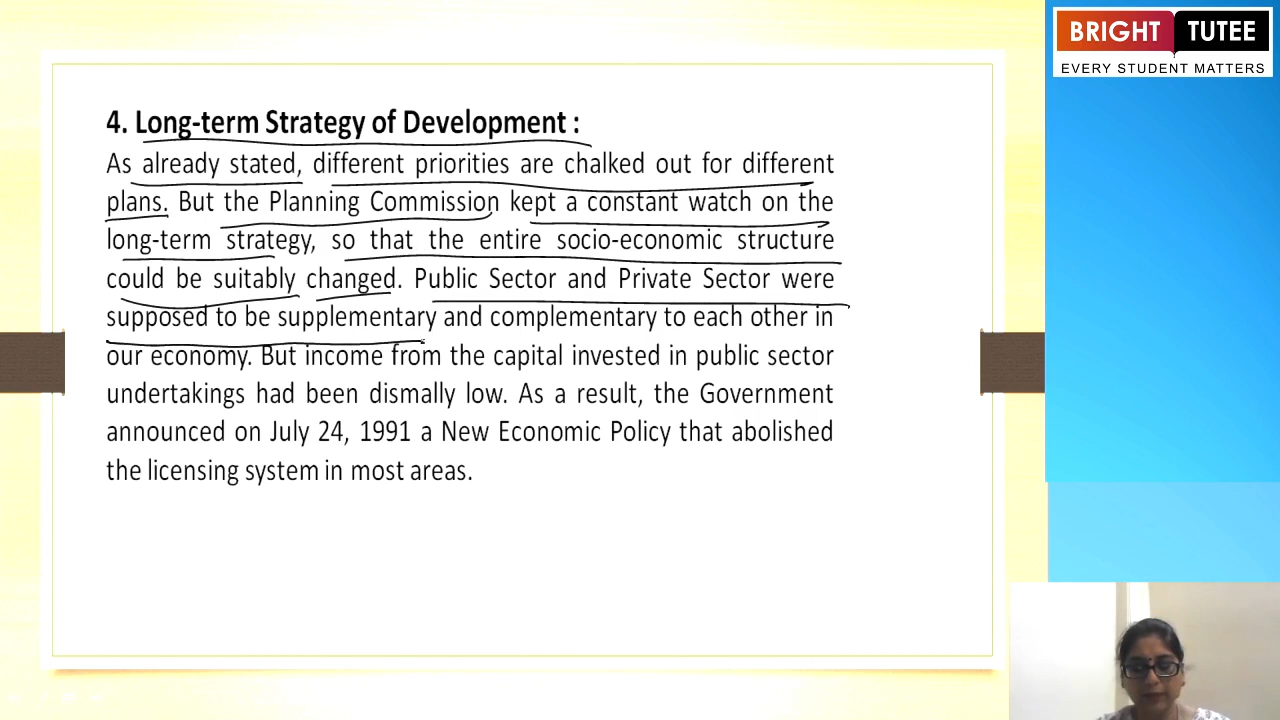 BRIGHT TUTEE
EVERY STUDENT MATTERS
4. Long-term Strategy of Development :
As already stated, different priorities are chalked out for different
plans. But the Planning Commission kept a constant watch on the
long-term strategy, so that the entire socio-economic structure
could be suitably changed. Public Sector and Private Sector were
supposed to be supplementary and complementary to each other in
our economy. But income from the capital invested in public sector
undertakings had been dismally low. As a result, the Government
announced on July 24, 1991 a New Economic Policy that abolished
the licensing system in most areas.